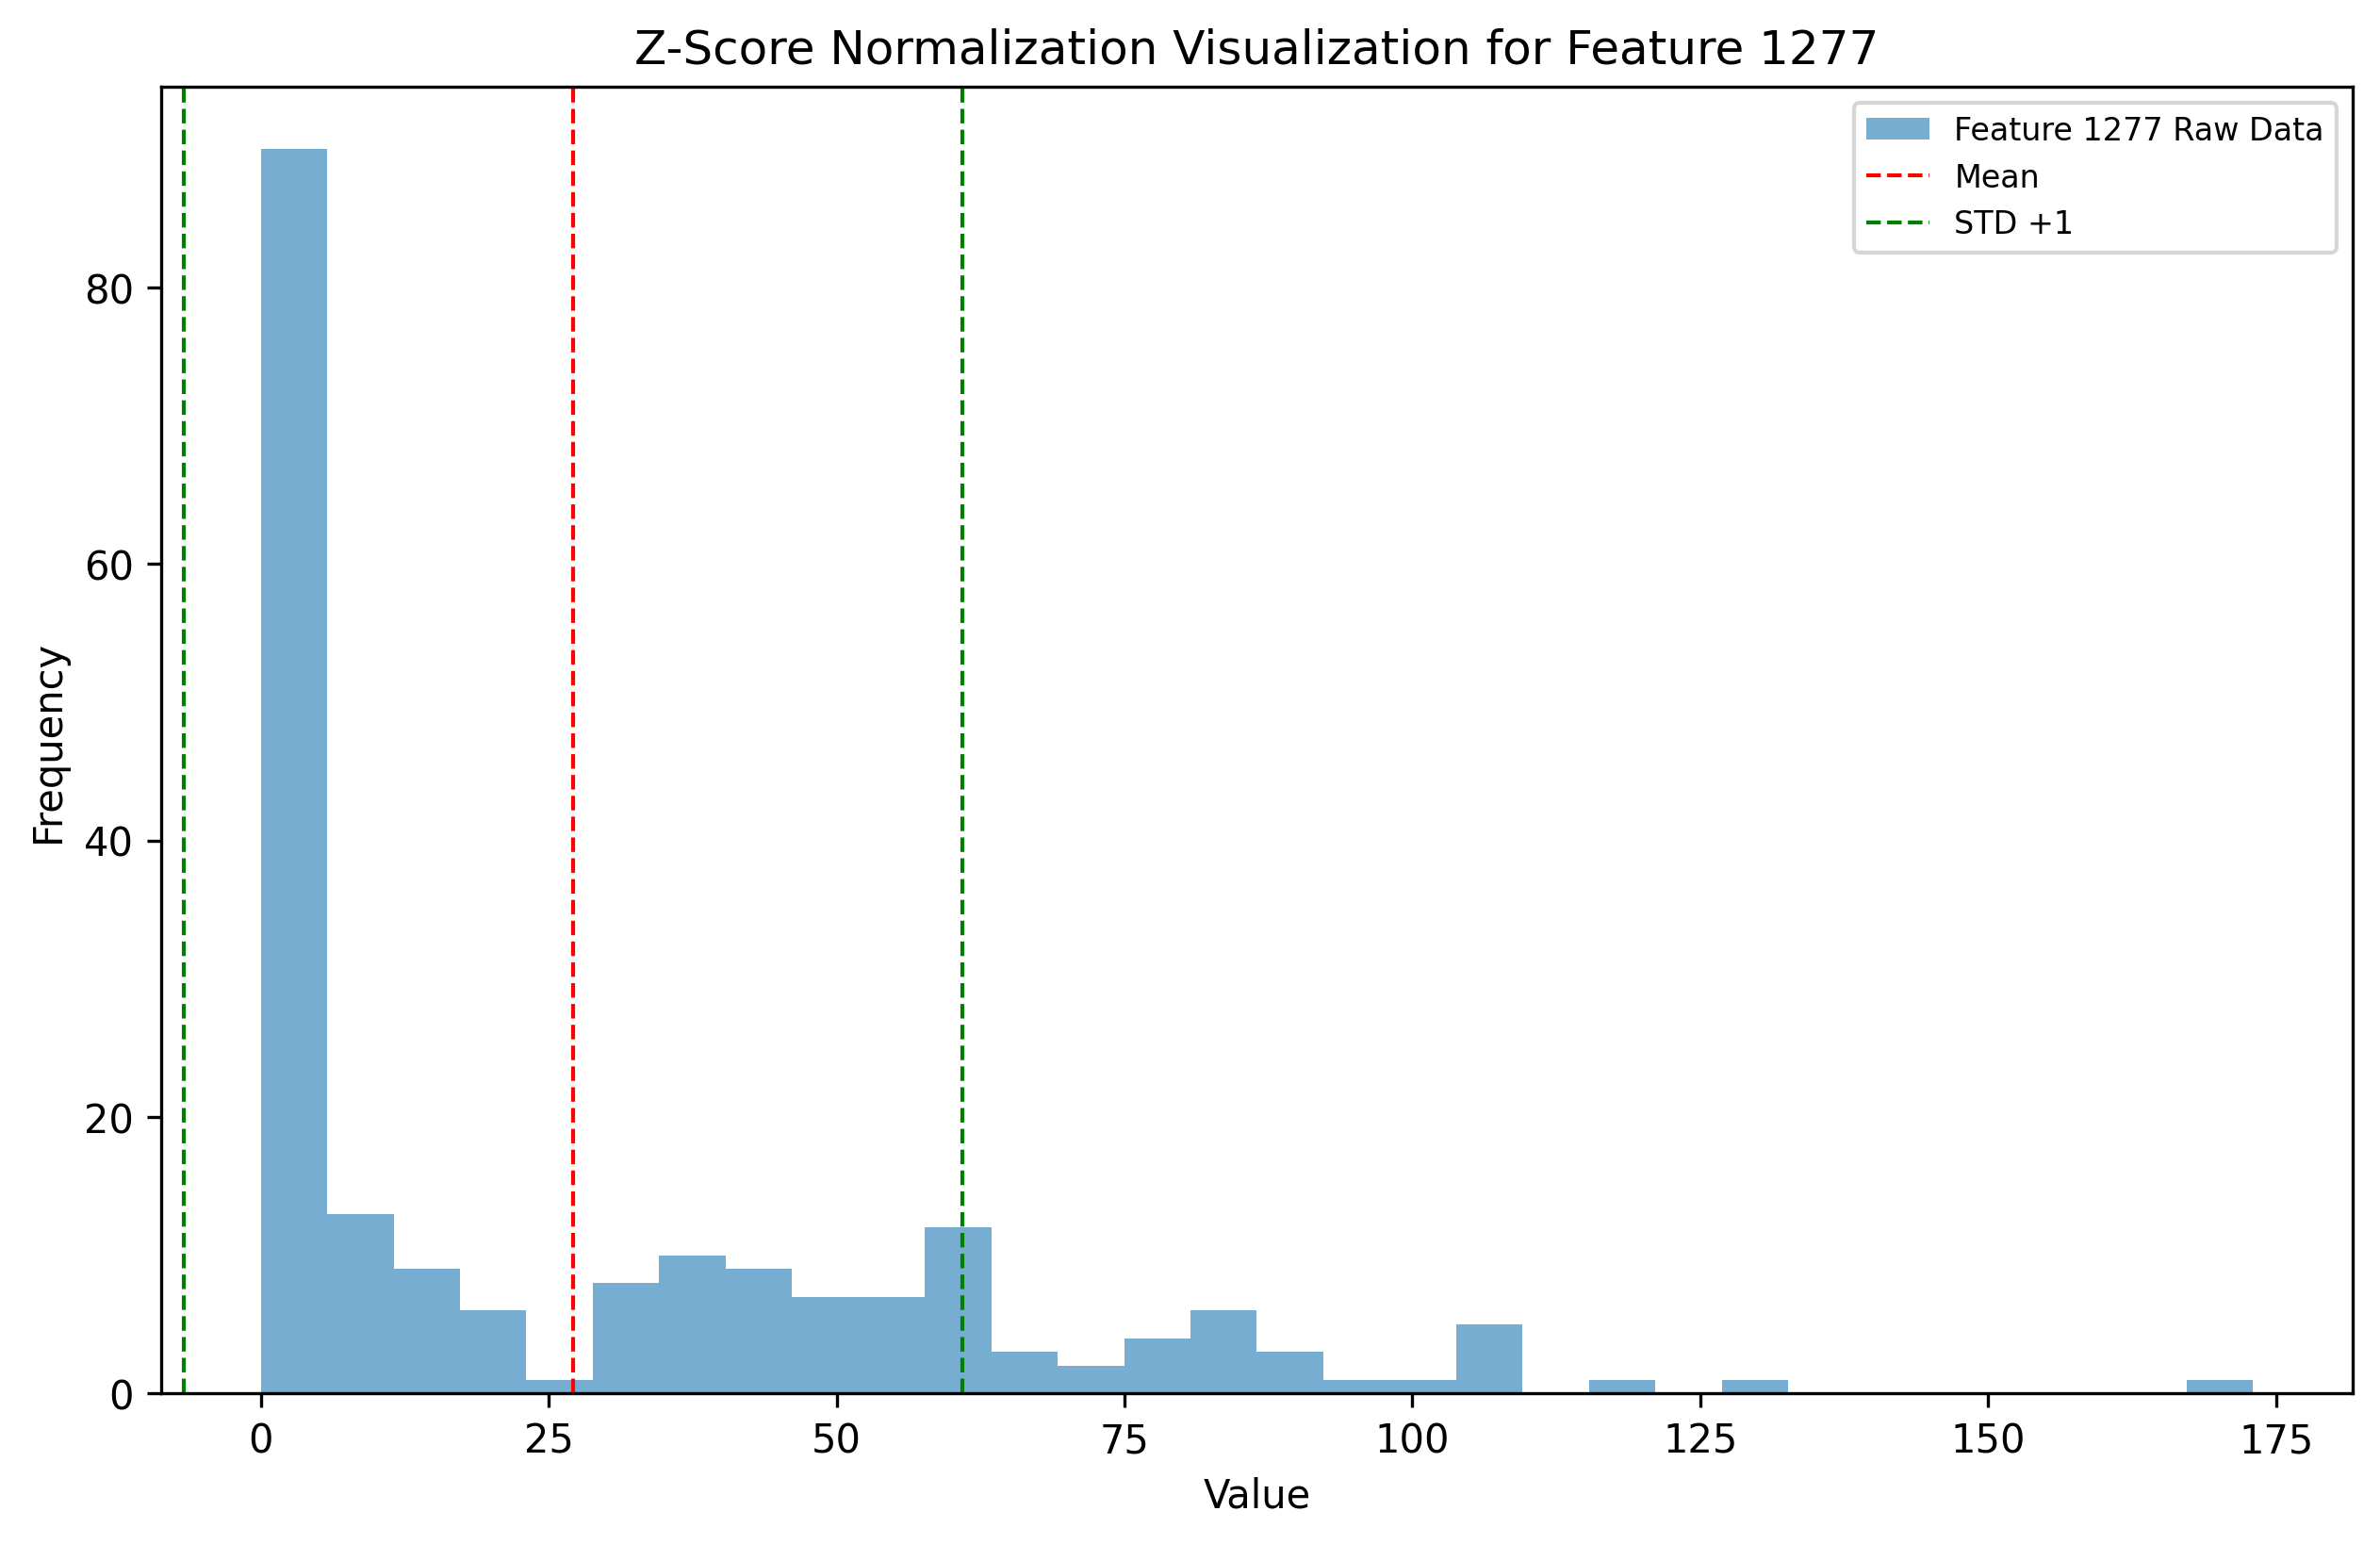 Z-Score Normalization Visualization for Feature 1277
Feature 1277 Raw Data
Mean
STD +1
80
60
40
20
0
Frequency
0 25 50 75 100 125 150 175
Value